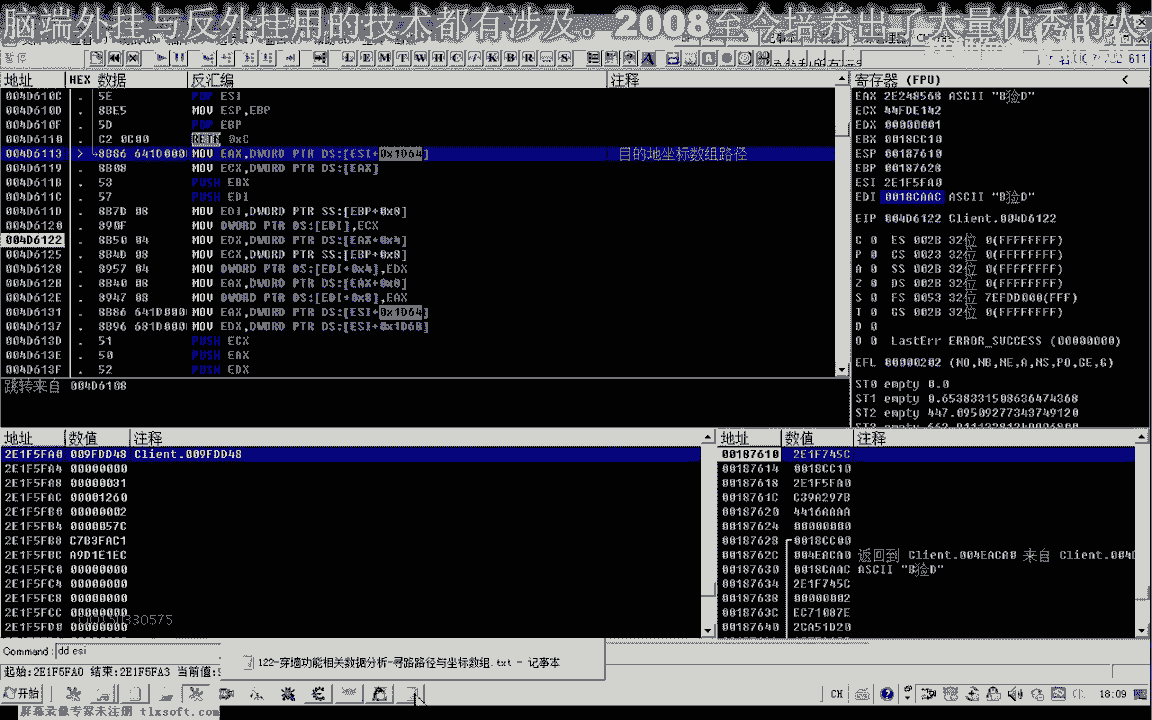 脑端外挂与反外挂用的技术都有涉及。2008至今培养出了大量优秀的人
暂停
611
地址 HEX 数据 反汇编 注释
004D610C . 5E POP ESI
004D610D . 8BE5 MOV ESP,EBP
004D610F . 5D POP EBP
004D6110 . C2 0C00 RETN 0xC
004D6113 > 8B86 641D000 MOV EAX,DWORD PTR DS:[ESI+0x1D64] 目的地坐标数组路径
004D6119 . 8B08 MOV ECX,DWORD PTR DS:[EAX]
004D611B . 53 PUSH EBX
004D611C . 57 PUSH EDI
004D611D . 8B7D 08 MOV EDI,DWORD PTR SS:[EBP+0x8]
004D6120 . 890F MOV DWORD PTR DS:[EDI],ECX
004D6122 . 8B50 04 MOV EDX,DWORD PTR DS:[EAX+0x4]
004D6125 . 8B4D 08 MOV ECX,DWORD PTR SS:[EBP+0x8]
004D6128 . 8957 04 MOV DWORD PTR DS:[EDI+0x4],EDX
004D612B . 8B40 08 MOV EAX,DWORD PTR DS:[EAX+0x8]
004D612E . 8947 08 MOV DWORD PTR DS:[EDI+0x8],EAX
004D6131 . 8B86 641D000 MOV EAX,DWORD PTR DS:[ESI+0x1D64]
004D6137 . 8B96 681D000 MOV EDX,DWORD PTR DS:[ESI+0x1D68]
004D613D . 51 PUSH ECX
004D613E . 50 PUSH EAX
004D613F . 52 PUSH EDX
跳转来自 004D6108
寄存器 (FPU) <
EAX 2E248568 ASCII "B猃D"
ECX 44FDE142
EDX 00000001
EBX 0018CC10
ESP 00187610
EBP 00187628
ESI 2E1F5FA0
EDI 0018CAAC ASCII "B猃D"
EIP 004D6122 Client.004D6122
C 0 ES 002B 32位 0(FFFFFFFF)
P 0 CS 0023 32位 0(FFFFFFFF)
A 0 SS 002B 32位 0(FFFFFFFF)
Z 0 DS 002B 32位 0(FFFFFFFF)
S 0 FS 0053 32位 7EFDD000(FFF)
T 0 GS 002B 32位 0(FFFFFFFF)
D 0
O 0 LastErr ERROR_SUCCESS (00000000)
EFL 00000202 (NO,NB,NE,A,NS,PO,GE,G)
ST0 empty 0.0
ST1 empty 0.6583831508636474368
ST2 empty 447.09509277343749120
地址 数值 注释
2E1F5FA0 009FDD48 Client.009FDD48
2E1F5FA4 00000000
2E1F5FA8 00000031
2E1F5FAC 00001260
2E1F5FB0 00000002
2E1F5FB4 0000057C
2E1F5FB8 C7B3FAC1
2E1F5FBC A9D1E1EC
2E1F5FC0 00000000
2E1F5FC4 00000000
2E1F5FC8 00000000
2E1F5FCC 00000000
2E1F5FD0 00000000
地址 数值 注释
00187610 2E1F745C
00187614 0018CC10
00187618 2E1F5FA0
0018761C C39A297B
00187620 4416AAAA
00187624 00000000
00187628 0018CC00
0018762C 004EACA0 返回到 Client.004EACA0 来自 Client.004D
00187630 0018CAAC ASCII "B猃D"
00187634 2E1F745C
00187638 00000002
0018763C CC71087E
00187640 2CA51D20
Command: dd esi
起始:2E1F5FA0 结束:2E1F5FA3 当前值:
122-穿墙功能相关数据分析-寻路路径与坐标数组.txt - 记事本
开始
CH
18:09
屏幕录像专家未注册 tlxsoft.com